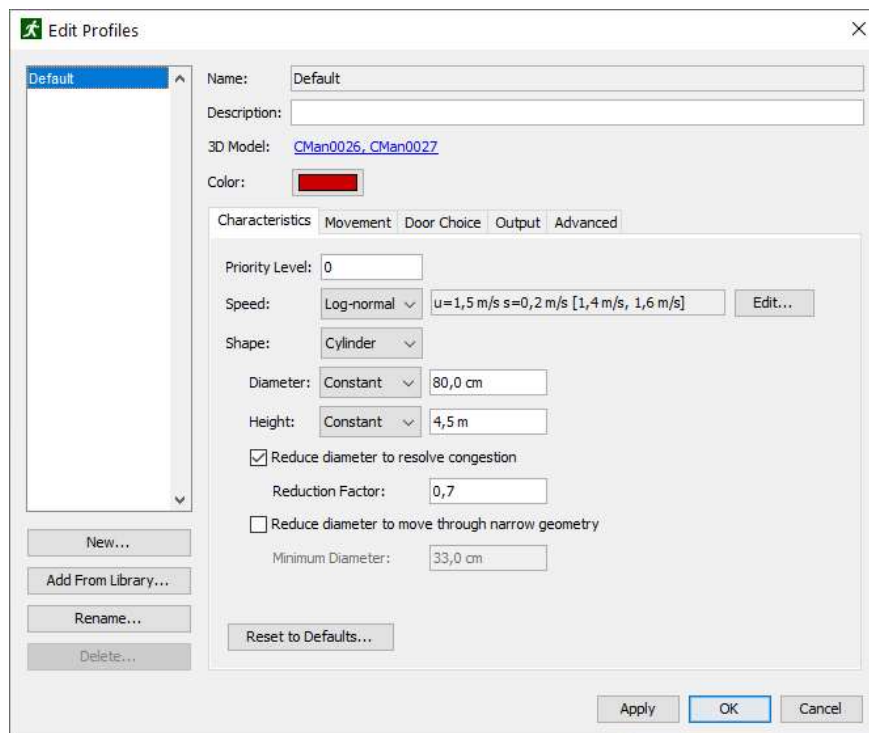 Edit Profiles
Default
Name: Default
Description:
3D Model: CMan0026, CMan0027
Color:
Characteristics Movement Door Choice Output Advanced
Priority Level: 0
Speed: Log-normal u=1,5 m/s s=0,2 m/s [1,4 m/s, 1,6 m/s] Edit...
Shape: Cylinder
Diameter: Constant 80,0 cm
Height: Constant 4,5 m
Reduce diameter to resolve congestion
Reduction Factor: 0,7
Reduce diameter to move through narrow geometry
Minimum Diameter: 33,0 cm
Reset to Defaults...
New...
Add From Library...
Rename...
Delete...
Apply OK Cancel